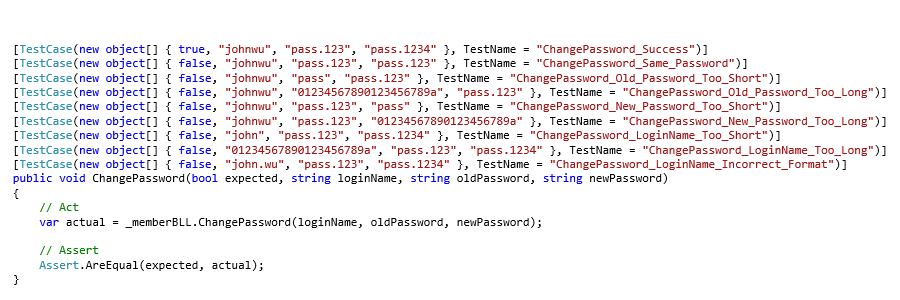 [TestCase(new object[] { true, "johnwu", "pass.123", "pass.1234" }, TestName = "ChangePassword_Success")]
[TestCase(new object[] { false, "johnwu", "pass.123", "pass.123" }, TestName = "ChangePassword_Same_Password")]
[TestCase(new object[] { false, "johnwu", "pass", "pass.123" }, TestName = "ChangePassword_Old_Password_Too_Short")]
[TestCase(new object[] { false, "johnwu", "01234567890123456789a", "pass.123" }, TestName = "ChangePassword_Old_Password_Too_Long")]
[TestCase(new object[] { false, "johnwu", "pass.123", "pass" }, TestName = "ChangePassword_New_Password_Too_Short")]
[TestCase(new object[] { false, "johnwu", "pass.123", "01234567890123456789a" }, TestName = "ChangePassword_New_Password_Too_Long")]
[TestCase(new object[] { false, "john", "pass.123", "pass.1234" }, TestName = "ChangePassword_LoginName_Too_Short")]
[TestCase(new object[] { false, "01234567890123456789a", "pass.123", "pass.1234" }, TestName = "ChangePassword_LoginName_Too_Long")]
[TestCase(new object[] { false, "john.wu", "pass.123", "pass.1234" }, TestName = "ChangePassword_LoginName_Incorrect_Format")]
public void ChangePassword(bool expected, string loginName, string oldPassword, string newPassword)
{
    // Act
    var actual = _memberBLL.ChangePassword(loginName, oldPassword, newPassword);
    // Assert
    Assert.AreEqual(expected, actual);
}